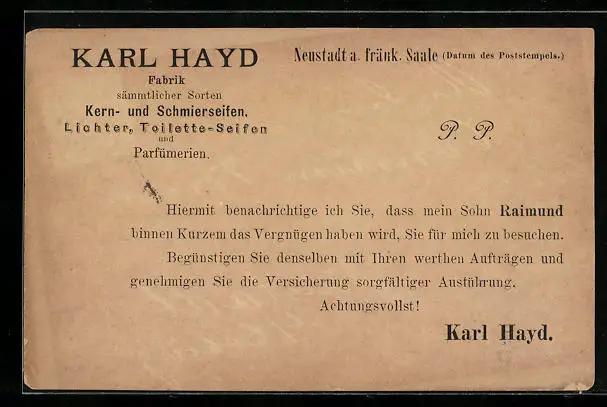 KARL HAYD
Fabrik
sämmtlicher Sorten
Kern- und Schmierseifen,
Lichter, Toilette-Seifen
und
Parfümerien.
Neustadt a. fränk. Saale (Datum des Poststempels.)
P. P.
Hiermit benachrichtige ich Sie, dass mein Sohn Raimund
binnen Kurzem das Vergnügen haben wird, Sie für mich zu besuchen.
Begünstigen Sie denselben mit Ihren werthen Aufträgen und
genehmigen Sie die Versicherung sorgfältiger Ausführung.
Achtungsvollst!
Karl Hayd.